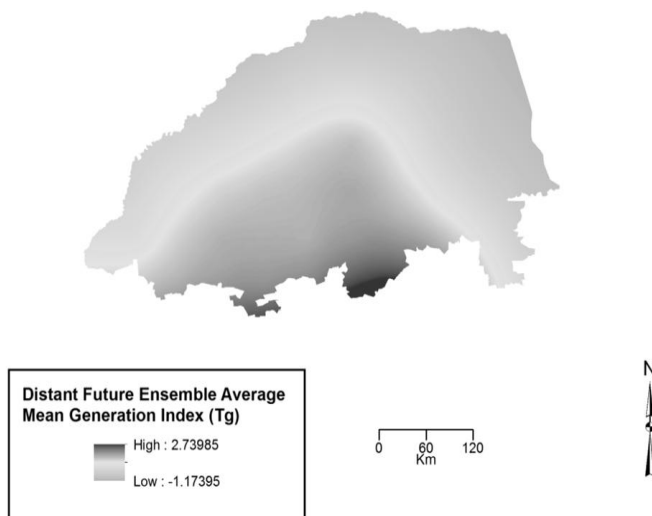 Distant Future Ensemble Average
Mean Generation Index (Tg)
High : 2.73985
Low : -1.17395
0 60 120
Km
N